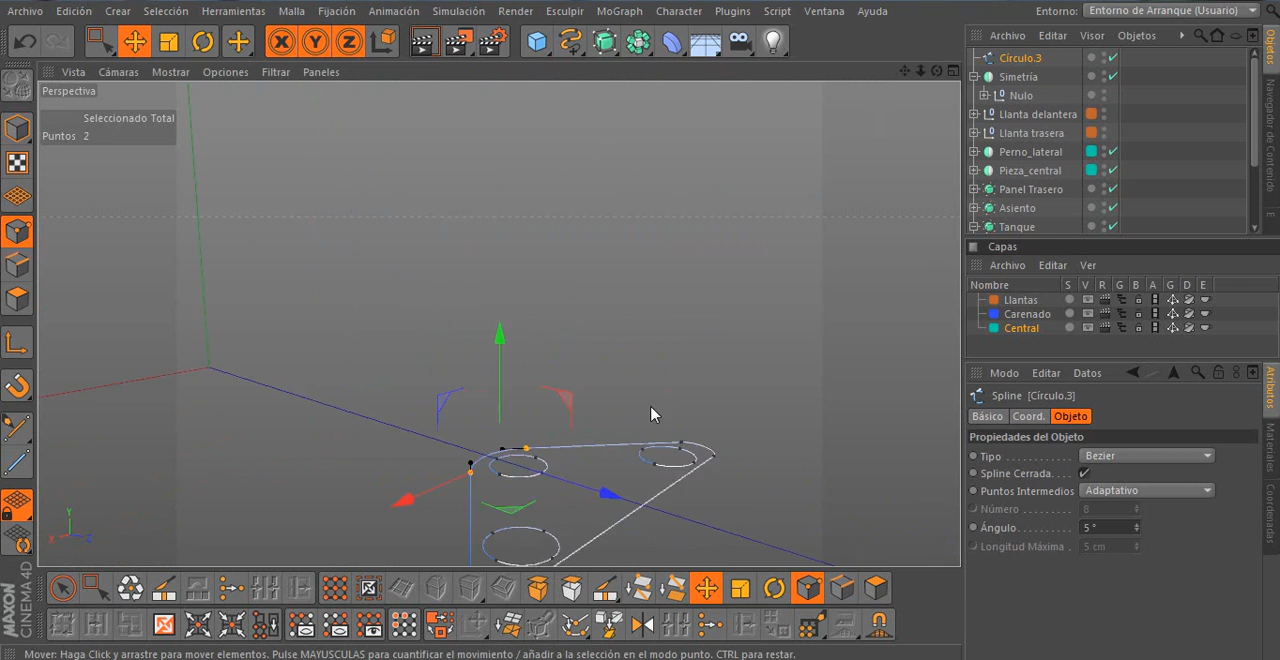 Archivo Edición Crear Selección Herramientas Malla Fijación Animación Simulación Render Esculpir MoGraph Character Plugins Script Ventana Ayuda Entorno: Entorno de Arranque (Usuario)
X Y Z
Archivo Editar Visor Objetos
Vista Cámaras Mostrar Opciones Filtrar Paneles
Perspectiva
Seleccionado Total
Puntos 2
Círculo.3
Simetría
Nulo
Llanta delantera
Llanta trasera
Perno_lateral
Pieza_central
Panel Trasero
Asiento
Tanque
Objetos
Navegador de Contenido
E
Capas
Archivo Editar Ver
Nombre S V R G B A G D E
Llantas
Carenado
Central
Modo Editar Datos
Spline [Círculo.3]
Básico Coord. Objeto
Propiedades del Objeto
Tipo Bezier
Spline Cerrada
Puntos Intermedios Adaptativo
Número 8
Ángulo 5 °
Longitud Máxima 5 cm
Atributos
Materiales
Coordenadas
Y
X Z
MAXON
CINEMA 4D
Mover: Haga Click y arrastre para mover elementos. Pulse MAYUSCULAS para cuantificar el movimiento / añadir a la selección en el modo punto. CTRL para restar.